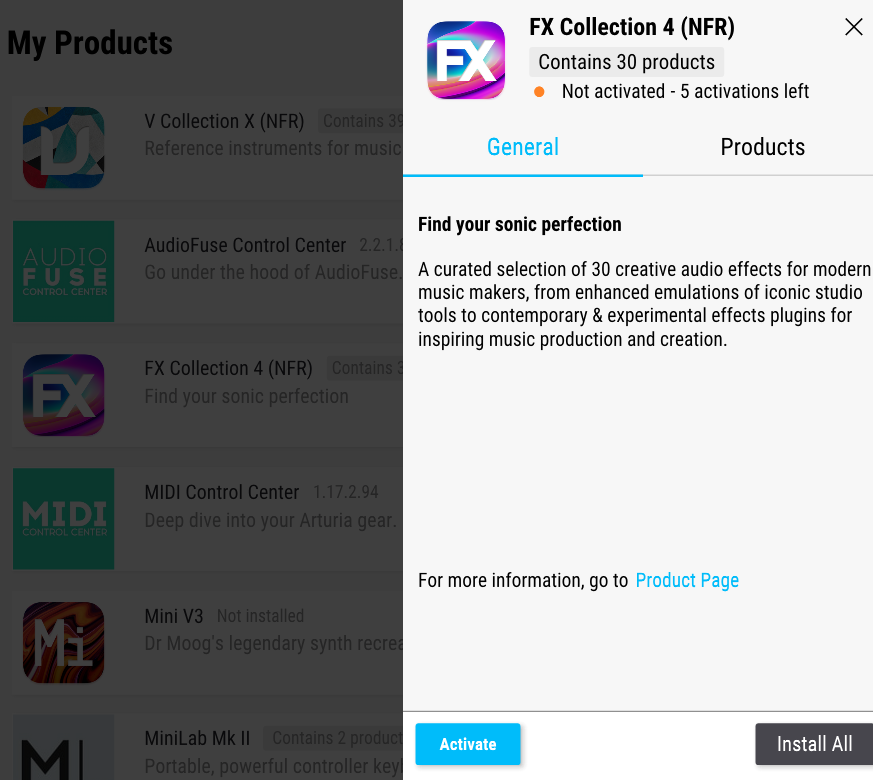 My Products
V Collection X (NFR) Contains 39
Reference instruments for music
AUDIO
FUSE
CONTROL CENTER
AudioFuse Control Center 2.2.1.8
Go under the hood of AudioFuse.
FX
FX Collection 4 (NFR) Contains 3
Find your sonic perfection
MIDI
CONTROL CENTER
MIDI Control Center 1.17.2.94
Deep dive into your Arturia gear.
Mi
Mini V3 Not installed
Dr Moog's legendary synth recrea
MiniLab Mk II Contains 2 product
Portable, powerful controller keyl
FX
FX Collection 4 (NFR)
Contains 30 products
Not activated - 5 activations left
General Products
Find your sonic perfection
A curated selection of 30 creative audio effects for modern
music makers, from enhanced emulations of iconic studio
tools to contemporary & experimental effects plugins for
inspiring music production and creation.
For more information, go to Product Page
Activate Install All